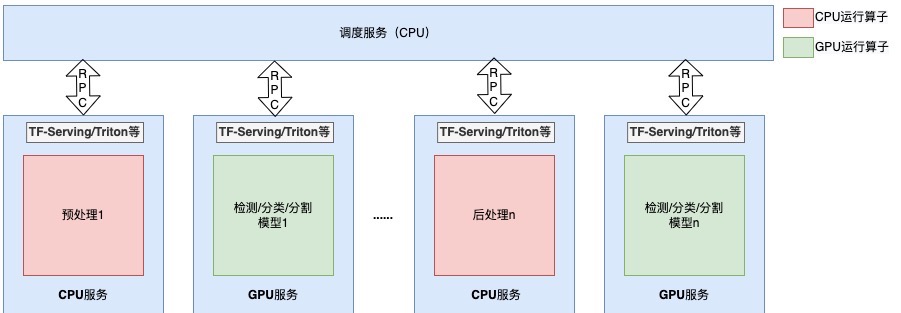 调度服务（CPU）
CPU运行算子
GPU运行算子
RPC
RPC
RPC
RPC
TF-Serving/Triton等
TF-Serving/Triton等
TF-Serving/Triton等
TF-Serving/Triton等
预处理1
检测/分类/分割
模型1
......
后处理n
检测/分类/分割
模型n
CPU服务
GPU服务
CPU服务
GPU服务